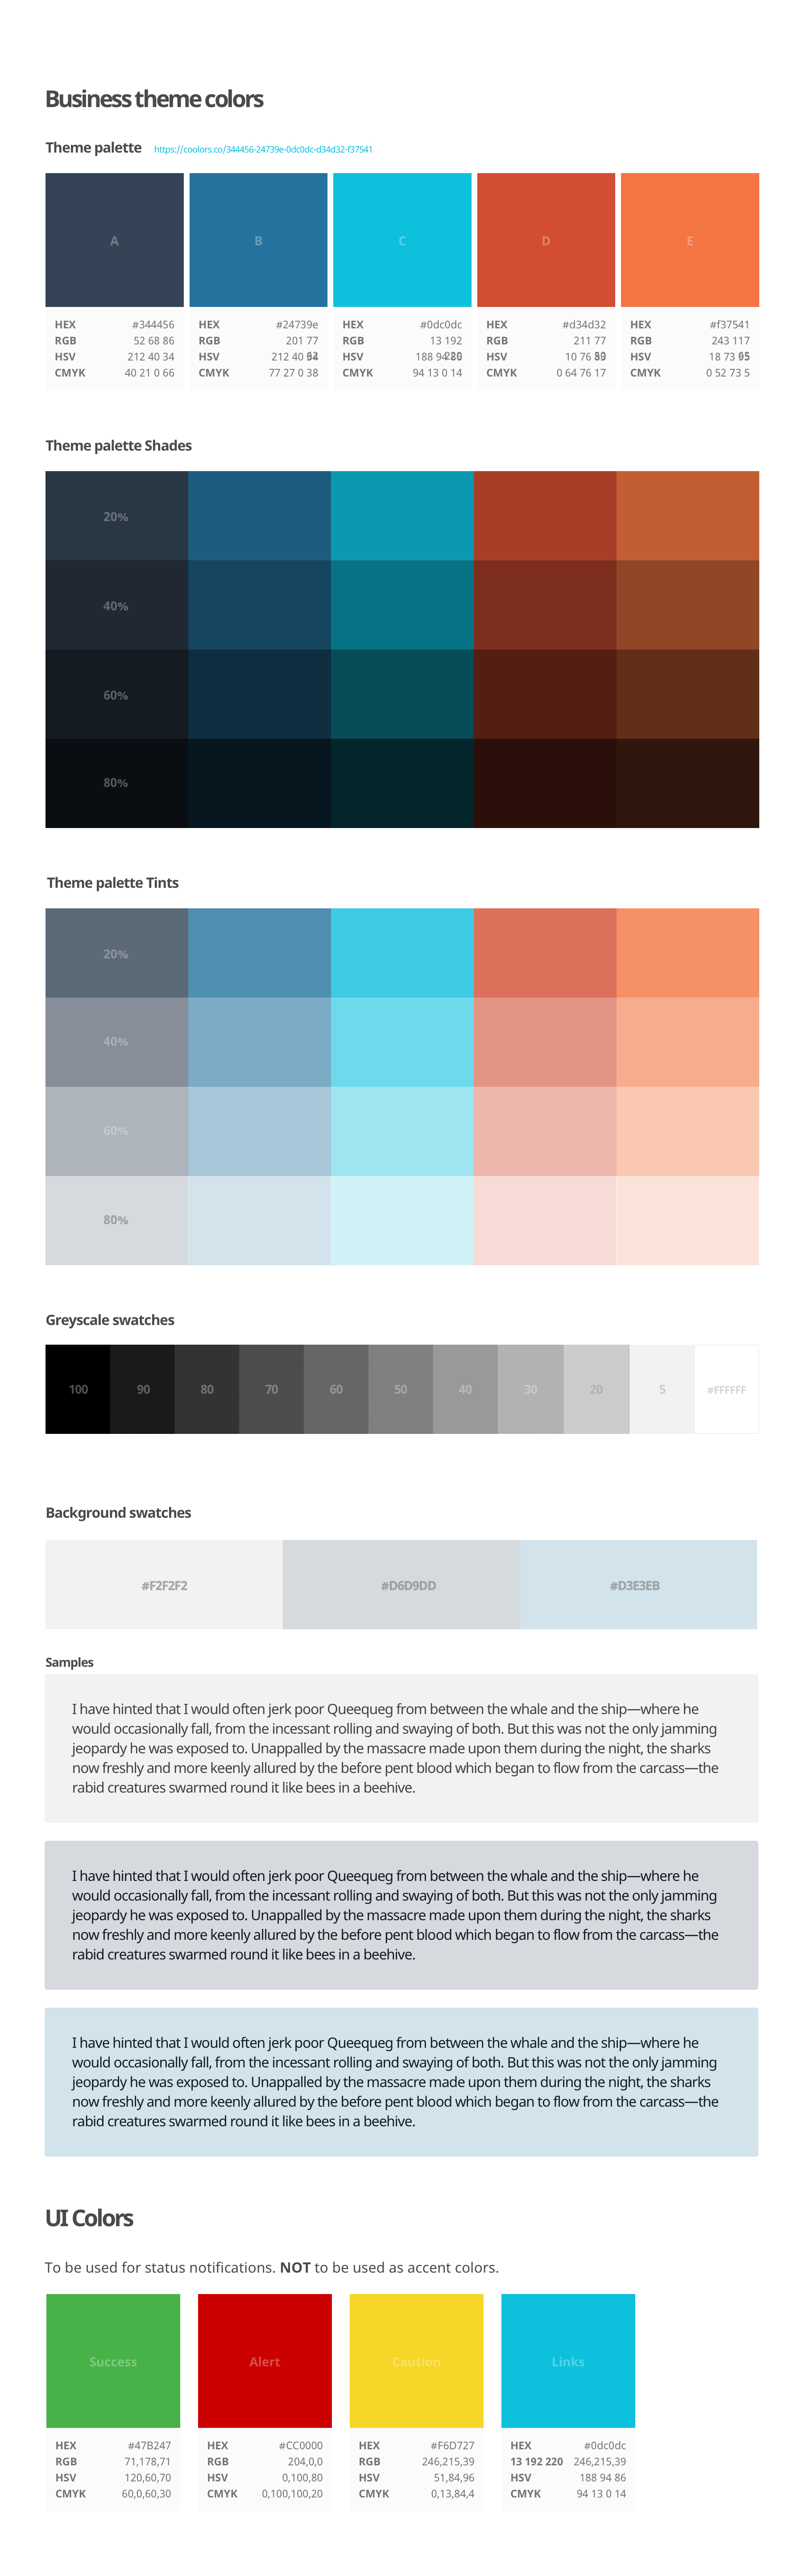 Business theme colors
Theme palette https://coolors.co/344456-24739e-0dc0dc-d34d32-f37541
A B C D E
HEX #344456 HEX #24739e HEX #0dc0dc HEX #d34d32 HEX #f37541
RGB 52 68 86 RGB 201 77 RGB 13 192 RGB 211 77 RGB 243 117
HSV 212 40 34 HSV 212 40 HSV 188 94 HSV 10 76 HSV 18 73
CMYK 40 21 0 66 CMYK 77 27 0 38 CMYK 94 13 0 14 CMYK 0 64 76 17 CMYK 0 52 73 5
Theme palette Shades
20%
40%
60%
80%
Theme palette Tints
20%
40%
60%
80%
Greyscale swatches
100 90 80 70 60 50 40 30 20 5 #FFFFFF
Background swatches
#F2F2F2 #D6D9DD #D3E3EB
Samples
I have hinted that I would often jerk poor Queequeg from between the whale and the ship—where he
would occasionally fall, from the incessant rolling and swaying of both. But this was not the only jamming
jeopardy he was exposed to. Unappalled by the massacre made upon them during the night, the sharks
now freshly and more keenly allured by the before pent blood which began to flow from the carcass—the
rabid creatures swarmed round it like bees in a beehive.
I have hinted that I would often jerk poor Queequeg from between the whale and the ship—where he
would occasionally fall, from the incessant rolling and swaying of both. But this was not the only jamming
jeopardy he was exposed to. Unappalled by the massacre made upon them during the night, the sharks
now freshly and more keenly allured by the before pent blood which began to flow from the carcass—the
rabid creatures swarmed round it like bees in a beehive.
I have hinted that I would often jerk poor Queequeg from between the whale and the ship—where he
would occasionally fall, from the incessant rolling and swaying of both. But this was not the only jamming
jeopardy he was exposed to. Unappalled by the massacre made upon them during the night, the sharks
now freshly and more keenly allured by the before pent blood which began to flow from the carcass—the
rabid creatures swarmed round it like bees in a beehive.
UI Colors
To be used for status notifications. NOT to be used as accent colors.
Success Alert Caution Links
HEX #47B247 HEX #CC0000 HEX #F6D727 HEX #0dc0dc
RGB 71,178,71 RGB 204,0,0 RGB 246,215,39 13 192 220 246,215,39
HSV 120,60,70 HSV 0,100,80 HSV 51,84,96 HSV 188 94 86
CMYK 60,0,60,30 CMYK 0,100,100,20 CMYK 0,13,84,4 CMYK 94 13 0 14